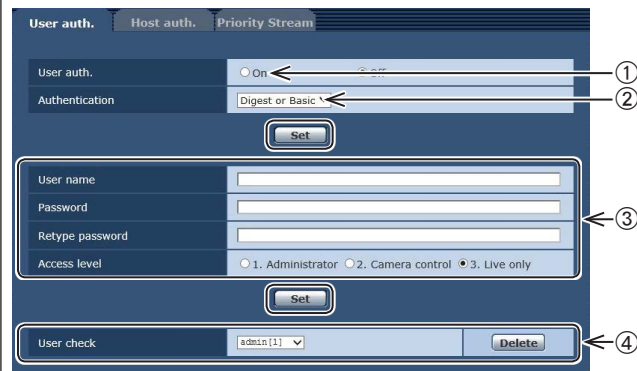 User auth. Host auth. Priority Stream
User auth. On Off ①
Authentication Digest or Basic ②
Set
User name
Password ③
Retype password
Access level 1. Administrator 2. Camera control 3. Live only
Set
User check admin[1] Delete ④